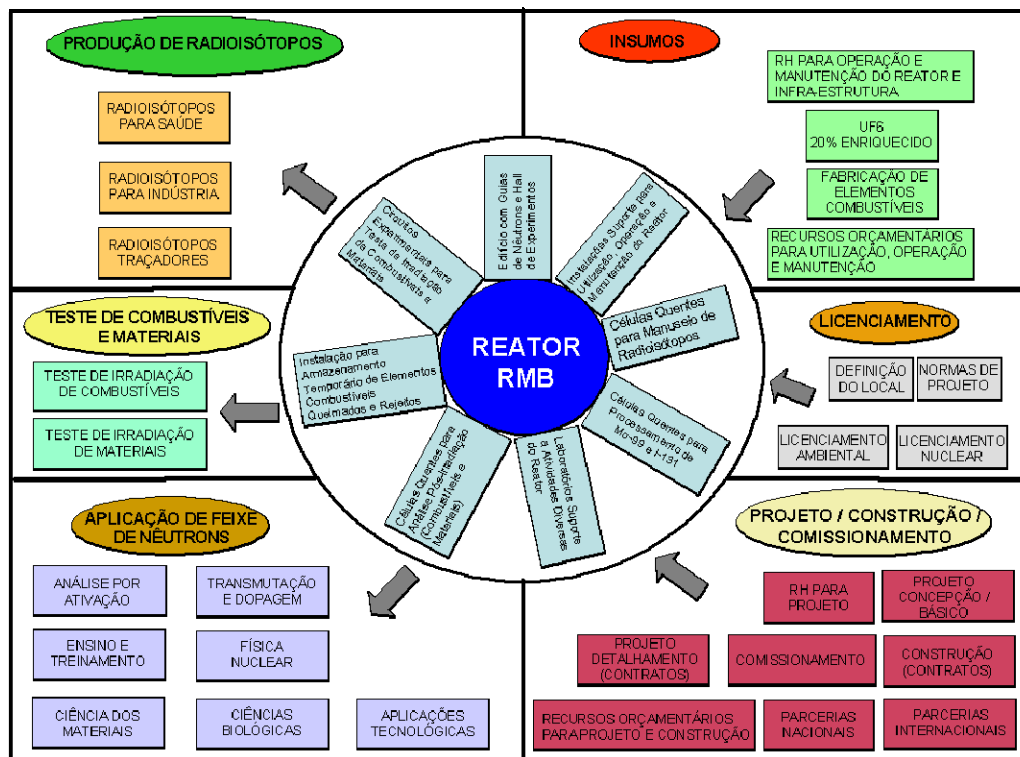 PRODUÇÃO DE RADIOISÓTOPOS
RADIOISÓTOPOS
PARA SAÚDE
RADIOISÓTOPOS
PARA INDÚSTRIA
RADIOISÓTOPOS
TRAÇADORES
INSUMOS
RH PARA OPERAÇÃO E
MANUTENÇÃO DO REATOR E
INFRA-ESTRUTURA
UF6
20% ENRIQUECIDO
FABRICAÇÃO DE
ELEMENTOS
COMBUSTÍVEIS
RECURSOS ORÇAMENTÁRIOS
PARA UTILIZAÇÃO, OPERAÇÃO
E MANUTENÇÃO
TESTE DE COMBUSTÍVEIS
E MATERIAIS
TESTE DE IRRADIAÇÃO
DE COMBUSTÍVEIS
TESTE DE IRRADIAÇÃO
DE MATERIAIS
REATOR
RMB
Edifício com Guias
de Nêutrons e Hall
de Experimentos
Instalações Suporte para
Utilização, Operação e
Manutenção do Reator
Células Quentes
para Manuseio de
Radioisótopos
Células Quentes para
Processamento de
Mo-99 e I-131
Laboratórios Suporte
a Atividades Diversas
do Reator
Células Quentes para
Análise Pós-Irradiação
(Combustíveis e
Materiais)
Instalação para
Armazenamento
Temporário de Elementos
Combustíveis
Queimados e Rejeitos
Circuitos
Experimentais para
Teste de Irradiação
de Combustíveis e
Materiais
LICENCIAMENTO
DEFINIÇÃO
DO LOCAL
NORMAS DE
PROJETO
LICENCIAMENTO
AMBIENTAL
LICENCIAMENTO
NUCLEAR
APLICAÇÃO DE FEIXE
DE NÊUTRONS
ANÁLISE POR
ATIVAÇÃO
TRANSMUTAÇÃO
E DOPAGEM
ENSINO E
TREINAMENTO
FÍSICA
NUCLEAR
CIÊNCIA DOS
MATERIAIS
CIÊNCIAS
BIOLÓGICAS
APLICAÇÕES
TECNOLÓGICAS
PROJETO / CONSTRUÇÃO /
COMISSIONAMENTO
RH PARA
PROJETO
PROJETO
CONCEPÇÃO /
BÁSICO
PROJETO
DETALHAMENTO
(CONTRATOS)
COMISSIONAMENTO
CONSTRUÇÃO
(CONTRATOS)
RECURSOS ORÇAMENTÁRIOS
PARA PROJETO E CONSTRUÇÃO
PARCERIAS
NACIONAIS
PARCERIAS
INTERNACIONAIS